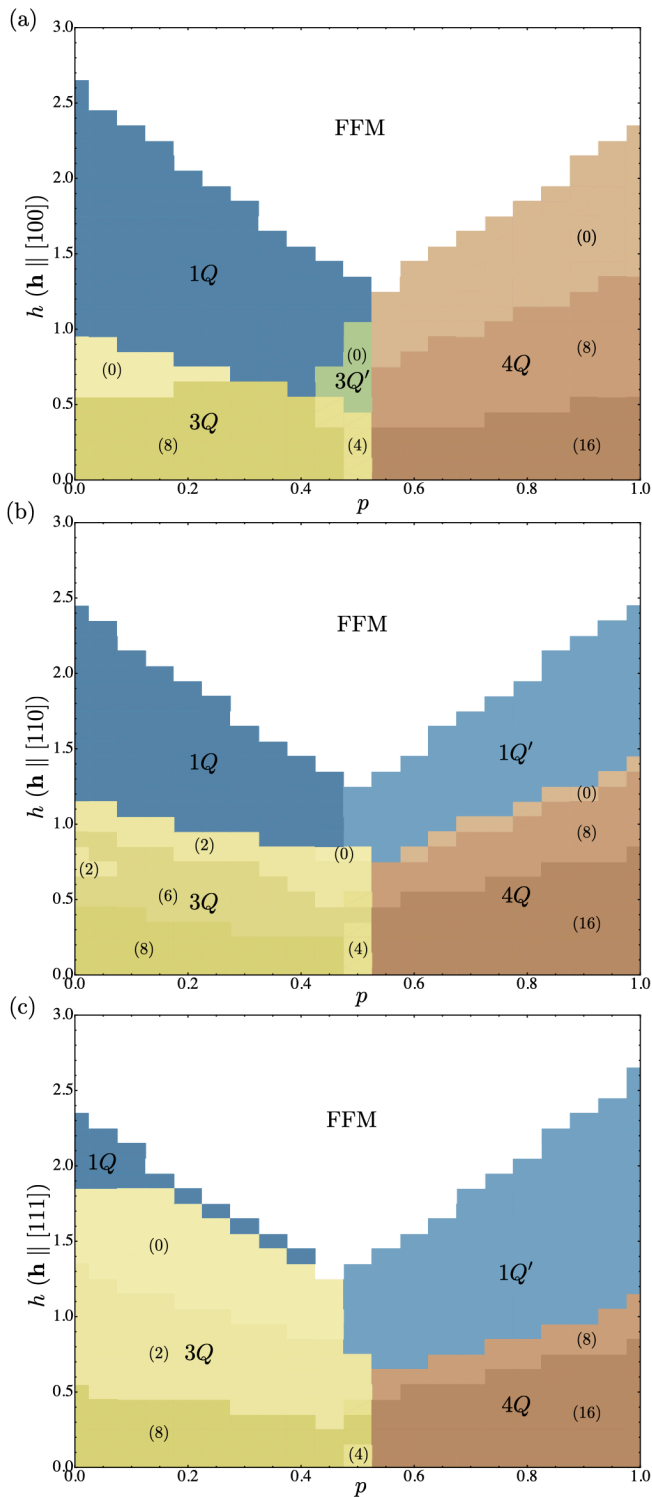 (a)
3.0
2.5
2.0
1.5
1.0
0.5
0.0
h (h || [100])
FFM
1Q
(0)
(0)
(0)
3Q′
4Q
(8)
3Q
(8)
(4)
(16)
0.0 0.2 0.4 0.6 0.8 1.0
p
(b)
3.0
2.5
2.0
1.5
1.0
0.5
0.0
h (h || [110])
FFM
1Q
1Q′
(0)
(2)
(0)
(8)
(2)
(6)
3Q
4Q
(8)
(4)
(16)
0.0 0.2 0.4 0.6 0.8 1.0
p
(c)
3.0
2.5
2.0
1.5
1.0
0.5
0.0
h (h || [111])
FFM
1Q
(0)
1Q′
(2)
3Q
(8)
4Q
(8)
(4)
(16)
0.0 0.2 0.4 0.6 0.8 1.0
p